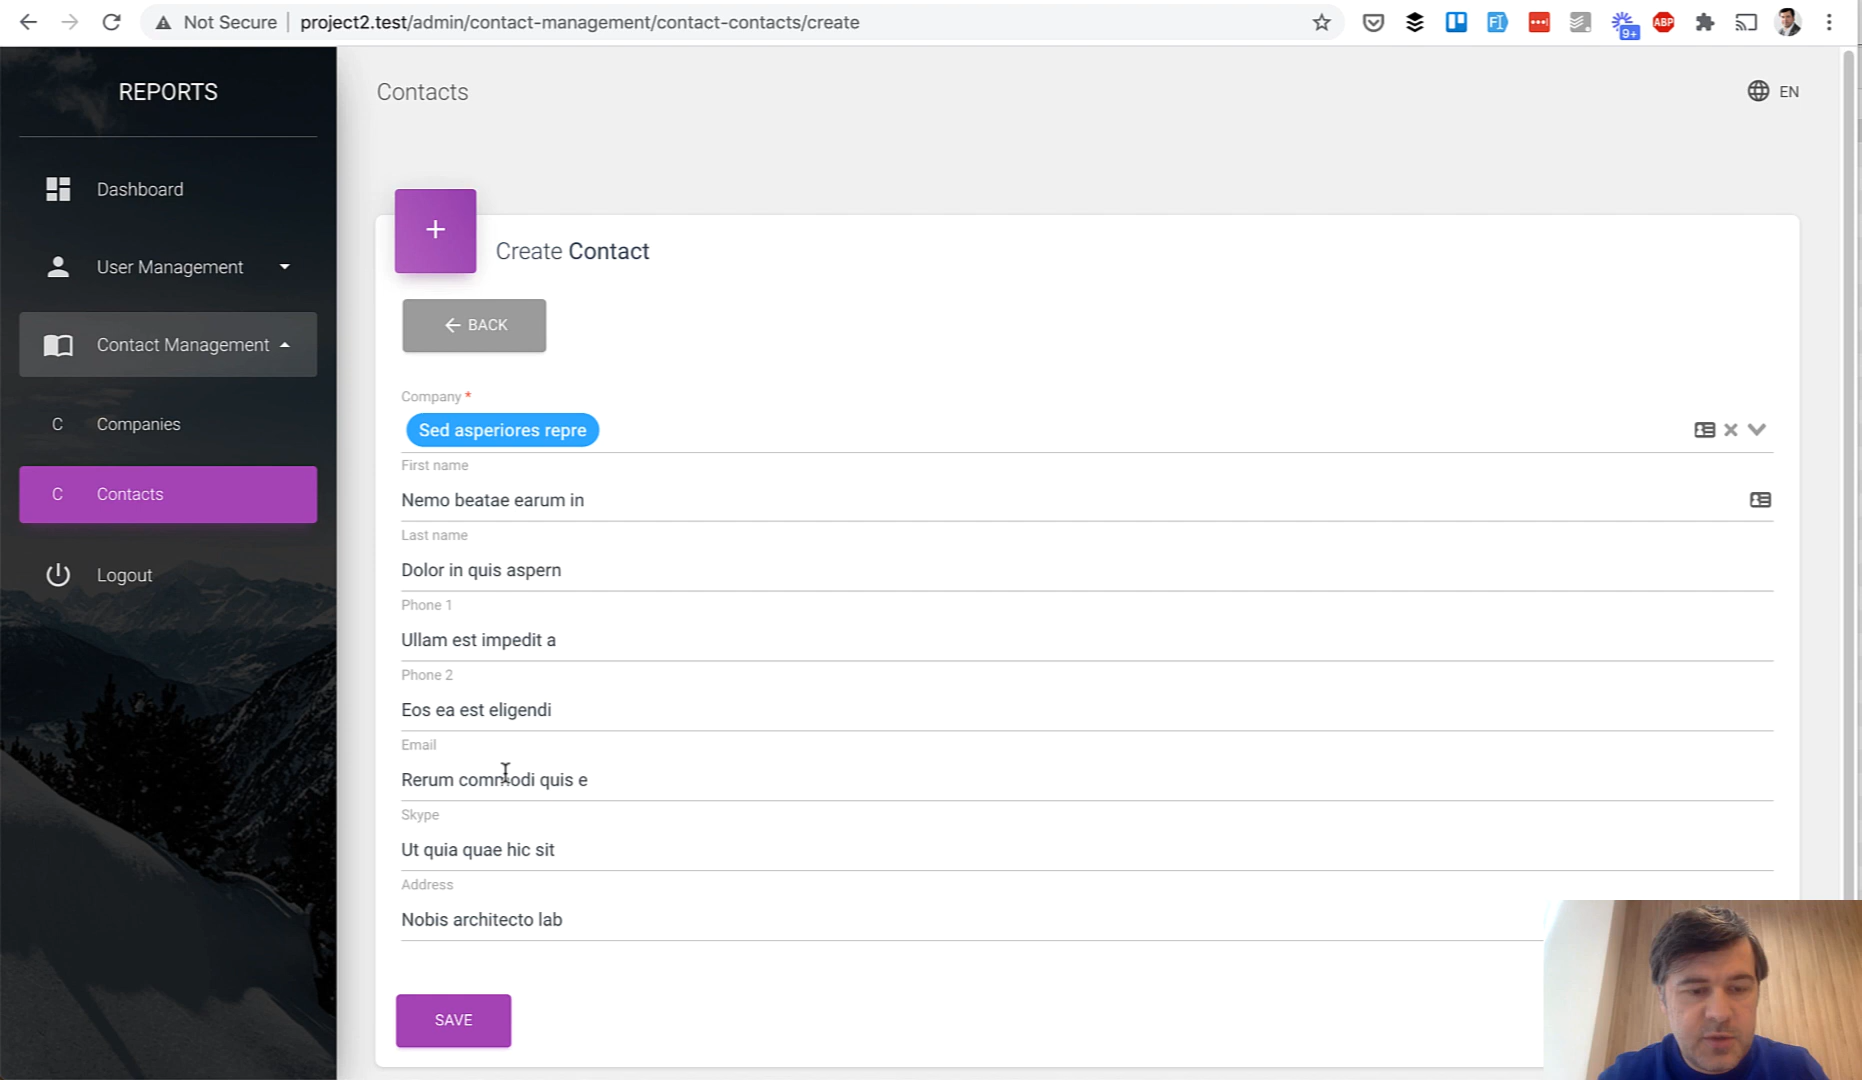 Not Secure | project2.test/admin/contact-management/contact-contacts/create
FI
9+
ABP
REPORTS
Contacts
EN
Dashboard
User Management
Contact Management
C Companies
C Contacts
Logout
+
Create Contact
← BACK
Company *
Sed asperiores repre
First name
Nemo beatae earum in
Last name
Dolor in quis aspern
Phone 1
Ullam est impedit a
Phone 2
Eos ea est eligendi
Email
Rerum commodi quis e
Skype
Ut quia quae hic sit
Address
Nobis architecto lab
SAVE